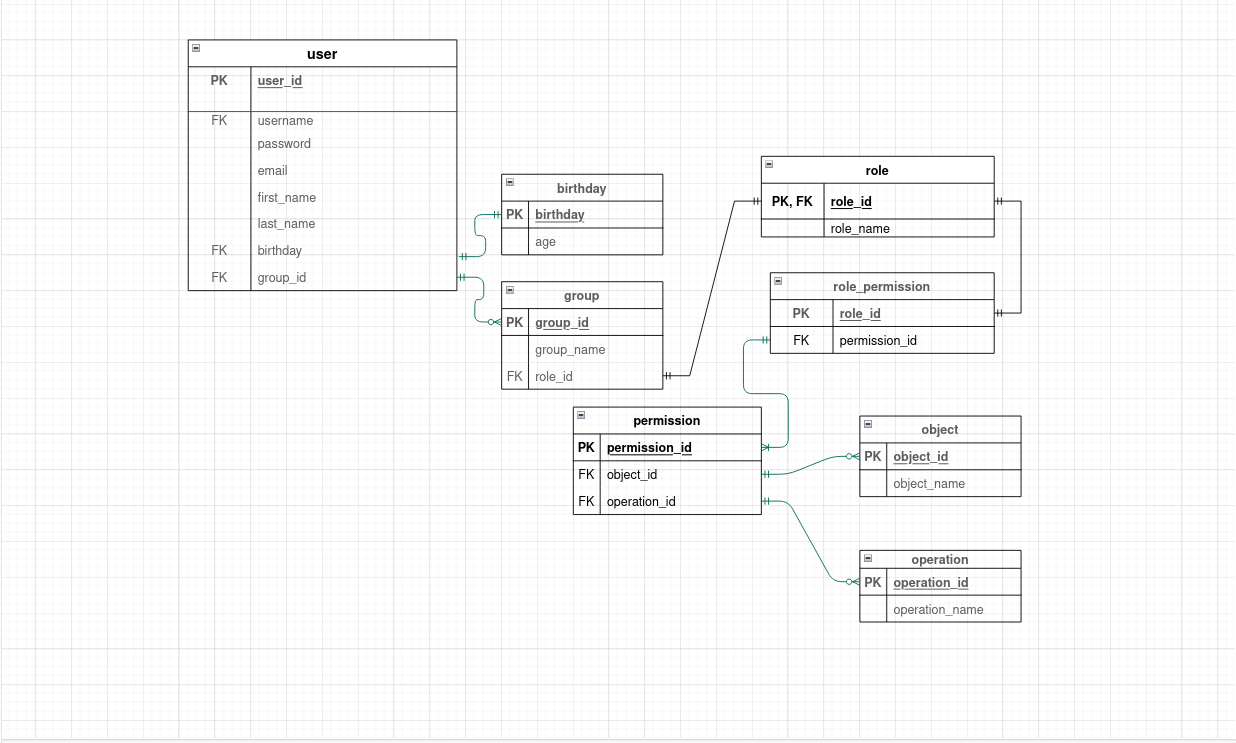 user
PK user_id
FK username
password
email
first_name
last_name
FK birthday
FK group_id
birthday
PK birthday
age
group
PK group_id
group_name
FK role_id
role
PK, FK role_id
role_name
role_permission
PK role_id
FK permission_id
permission
PK permission_id
FK object_id
FK operation_id
object
PK object_id
object_name
operation
PK operation_id
operation_name